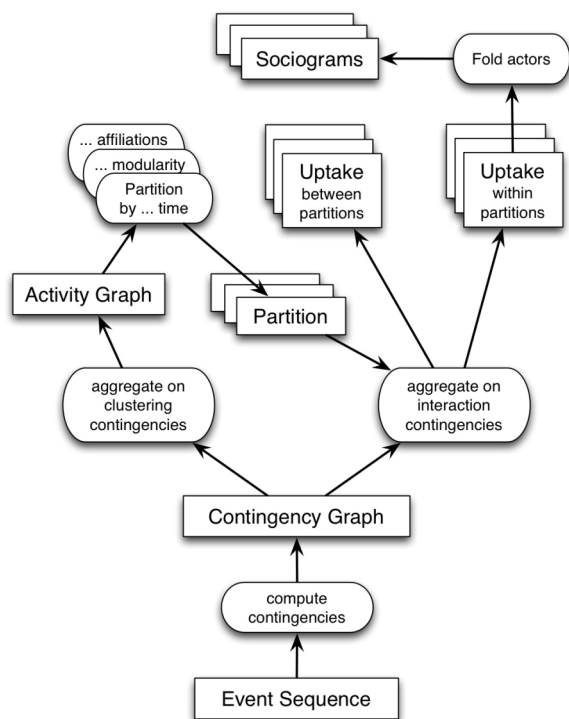 Sociograms
Fold actors
... affiliations
... modularity
Partition
by ... time
Uptake
between
partitions
Uptake
within
partitions
Activity Graph
Partition
aggregate on
clustering
contingencies
aggregate on
interaction
contingencies
Contingency Graph
compute
contingencies
Event Sequence